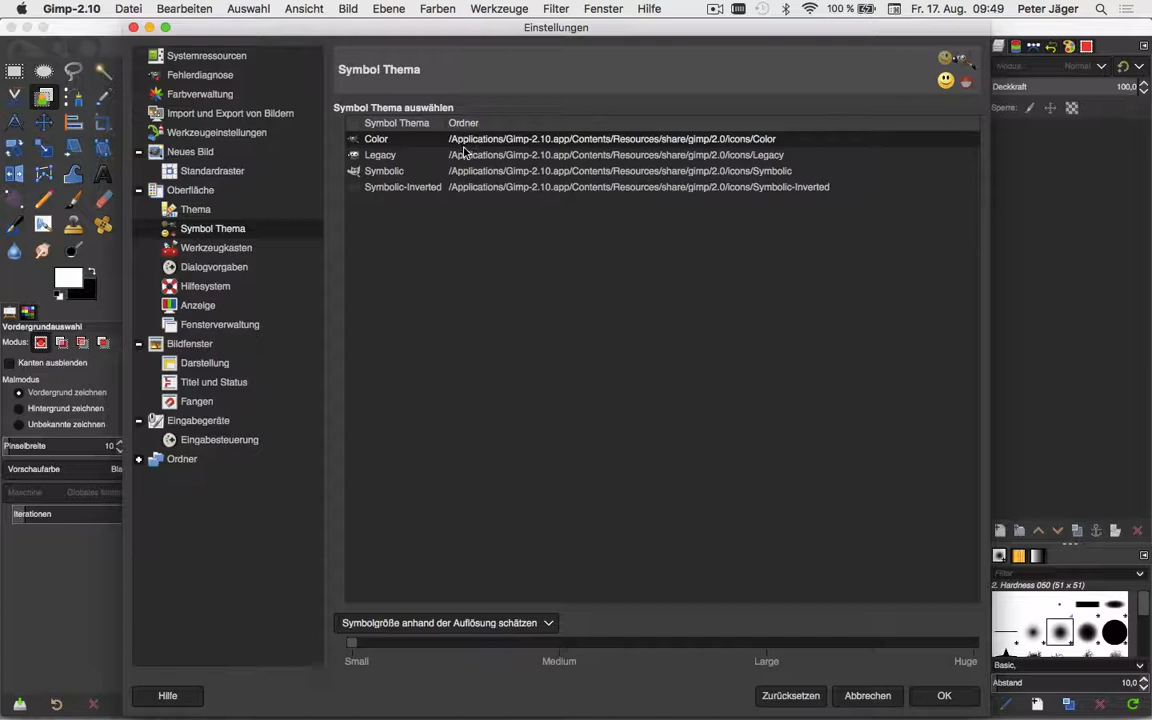 Gimp-2.10 Datei Bearbeiten Auswahl Ansicht Bild Ebene Farben Werkzeuge Filter Fenster Hilfe 100 % Fr. 17. Aug. 09:49 Peter Jäger
Einstellungen
Systemressourcen
Fehlerdiagnose
Farbverwaltung
Import und Export von Bildern
Werkzeugeinstellungen
Neues Bild
Standardraster
Oberfläche
Thema
Symbol Thema
Werkzeugkasten
Dialogvorgaben
Hilfesystem
Anzeige
Fensterverwaltung
Bildfenster
Darstellung
Titel und Status
Fangen
Eingabegeräte
Eingabesteuerung
Ordner
Symbol Thema
Symbol Thema auswählen
Symbol Thema Ordner
Color /Applications/Gimp-2.10.app/Contents/Resources/share/gimp/2.0/icons/Color
Legacy /Applications/Gimp-2.10.app/Contents/Resources/share/gimp/2.0/icons/Legacy
Symbolic /Applications/Gimp-2.10.app/Contents/Resources/share/gimp/2.0/icons/Symbolic
Symbolic-Inverted /Applications/Gimp-2.10.app/Contents/Resources/share/gimp/2.0/icons/Symbolic-Inverted
Symbolgröße anhand der Auflösung schätzen
Small Medium Large Huge
Hilfe Zurücksetzen Abbrechen OK
Vordergrundauswahl
Modus:
Kanten ausblenden
Malmodus
Vordergrund zeichnen
Hintergrund zeichnen
Unbekannte zeichnen
Pinselbreite 10
Vorschaufarbe Bla
Maschine Globales
Iterationen
Modus Normal
Deckkraft 100,0
Sperre:
Filter
2. Hardness 050 (51 × 51)
Basic,
Abstand 10,0